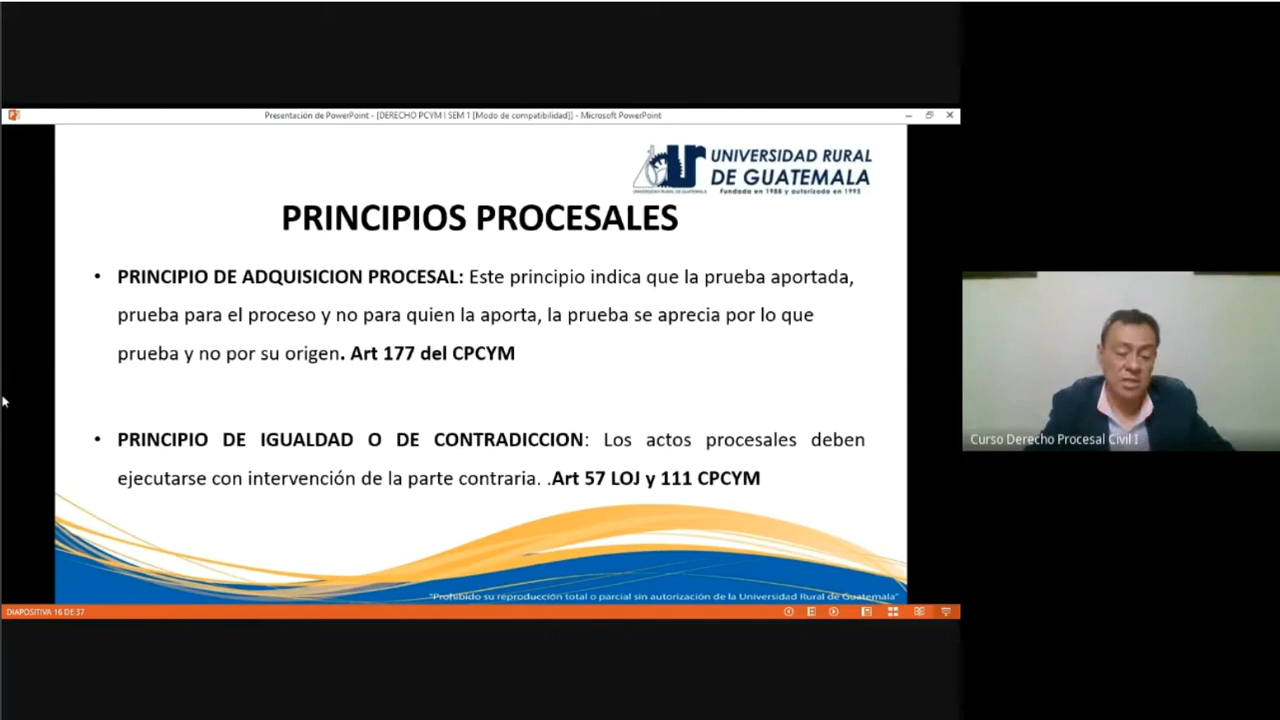 Presentación de PowerPoint - [DERECHO PCYM I SEM 1 [Modo de compatibilidad]] - Microsoft PowerPoint
UNIVERSIDAD RURAL
DE GUATEMALA
Fundada en 1988 y autorizada en 1995
PRINCIPIOS PROCESALES
• PRINCIPIO DE ADQUISICION PROCESAL: Este principio indica que la prueba aportada,
prueba para el proceso y no para quien la aporta, la prueba se aprecia por lo que
prueba y no por su origen. Art 177 del CPCYM
• PRINCIPIO DE IGUALDAD O DE CONTRADICCION: Los actos procesales deben
ejecutarse con intervención de la parte contraria. .Art 57 LOJ y 111 CPCYM
"Prohibido su reproducción total o parcial sin autorización de la Universidad Rural de Guatemala"
DIAPOSITIVA 16 DE 37
Curso Derecho Procesal Civil I